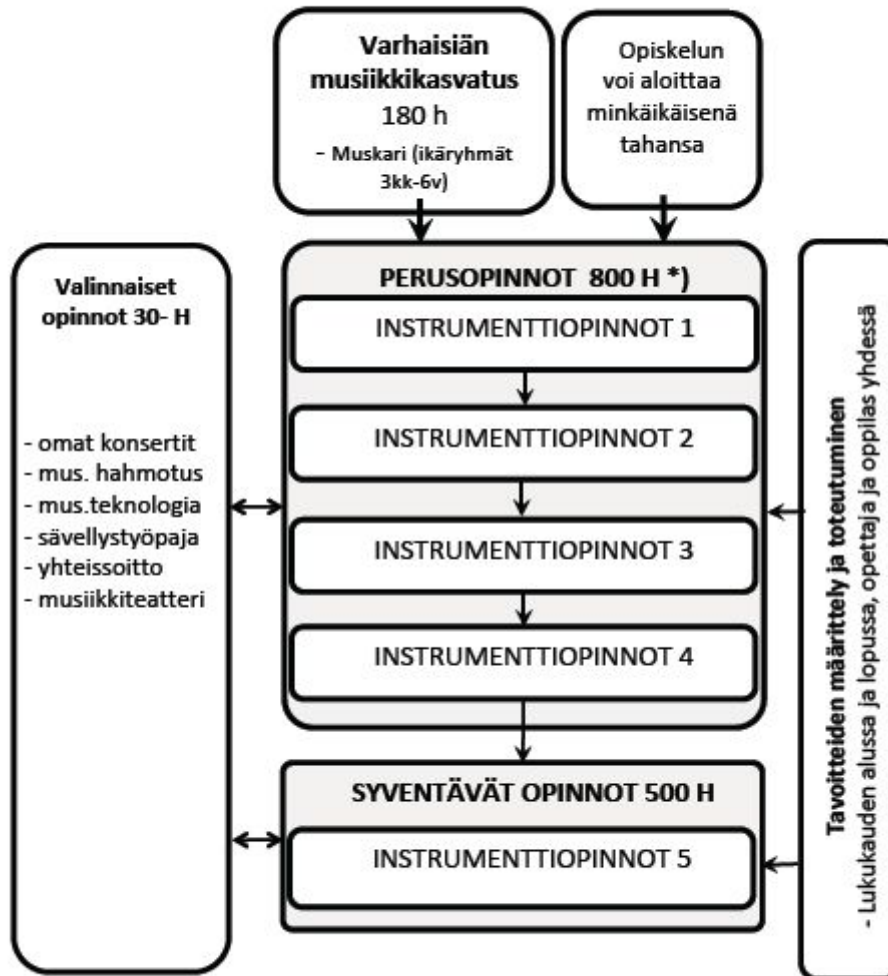 Varhaisiän
musiikkikasvatus
180 h
- Muskari (ikäryhmät
3kk-6v)
Opiskelun
voi aloittaa
minkäikäisenä
tahansa
Valinnaiset
opinnot 30- H
- omat konsertit
- mus. hahmotus
- mus.teknologia
- sävellystyöpaja
- yhteissoitto
- musiikkiteatteri
PERUSOPINNOT 800 H *)
INSTRUMENTTIOPINNOT 1
INSTRUMENTTIOPINNOT 2
INSTRUMENTTIOPINNOT 3
INSTRUMENTTIOPINNOT 4
SYVENTÄVÄT OPINNOT 500 H
INSTRUMENTTIOPINNOT 5
Tavoitteiden määrittely ja toteutuminen
- Lukukauden alussa ja lopussa, opettaja ja oppilas yhdessä